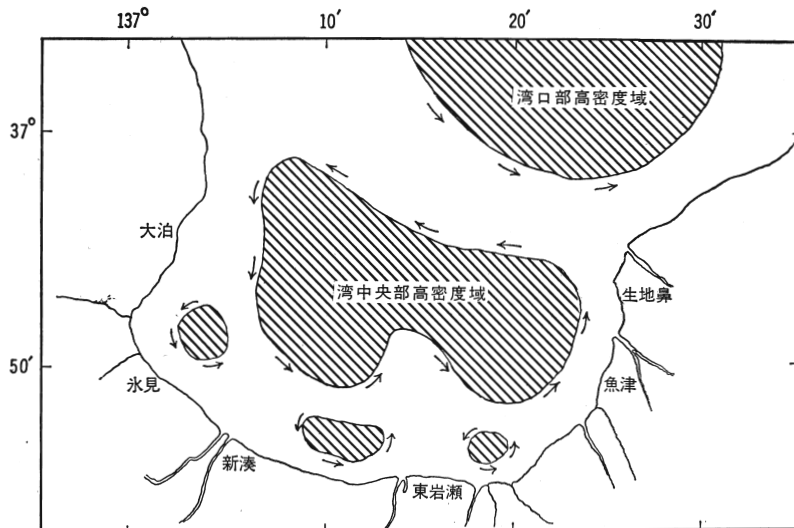 137° 10′ 20′ 30′
湾口部高密度域
37°
大泊
湾中央部高密度域
生地鼻
50′
魚津
氷見
新湊
東岩瀬